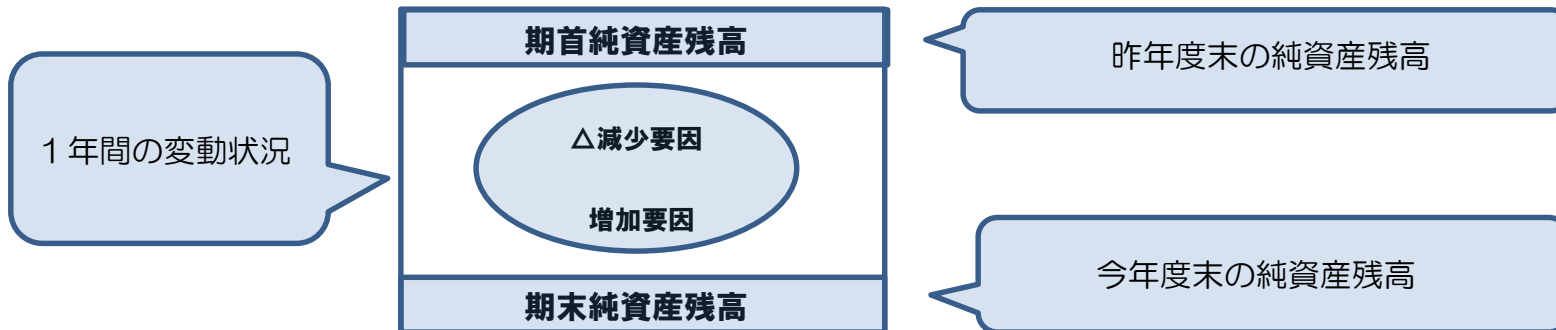 期首純資産残高
昨年度末の純資産残高
１年間の変動状況
△減少要因
増加要因
今年度末の純資産残高
期末純資産残高